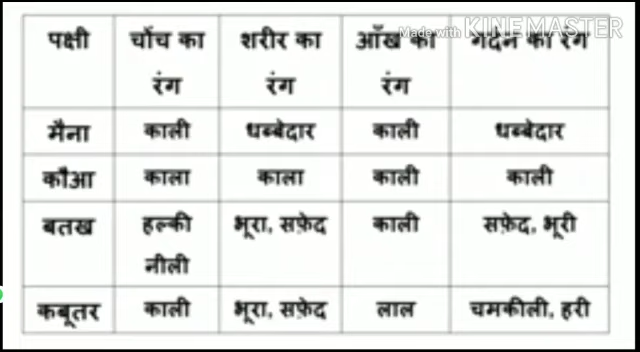 Made with KINEMASTER
पक्षी चोंच का रंग शरीर का रंग आँख का रंग गर्दन का रंग
मैना काली धब्बेदार काली धब्बेदार
कौआ काला काला काली काली
बतख हल्की नीली भूरा, सफ़ेद काली सफ़ेद, भूरी
कबूतर काली भूरा, सफ़ेद लाल चमकीली, हरी